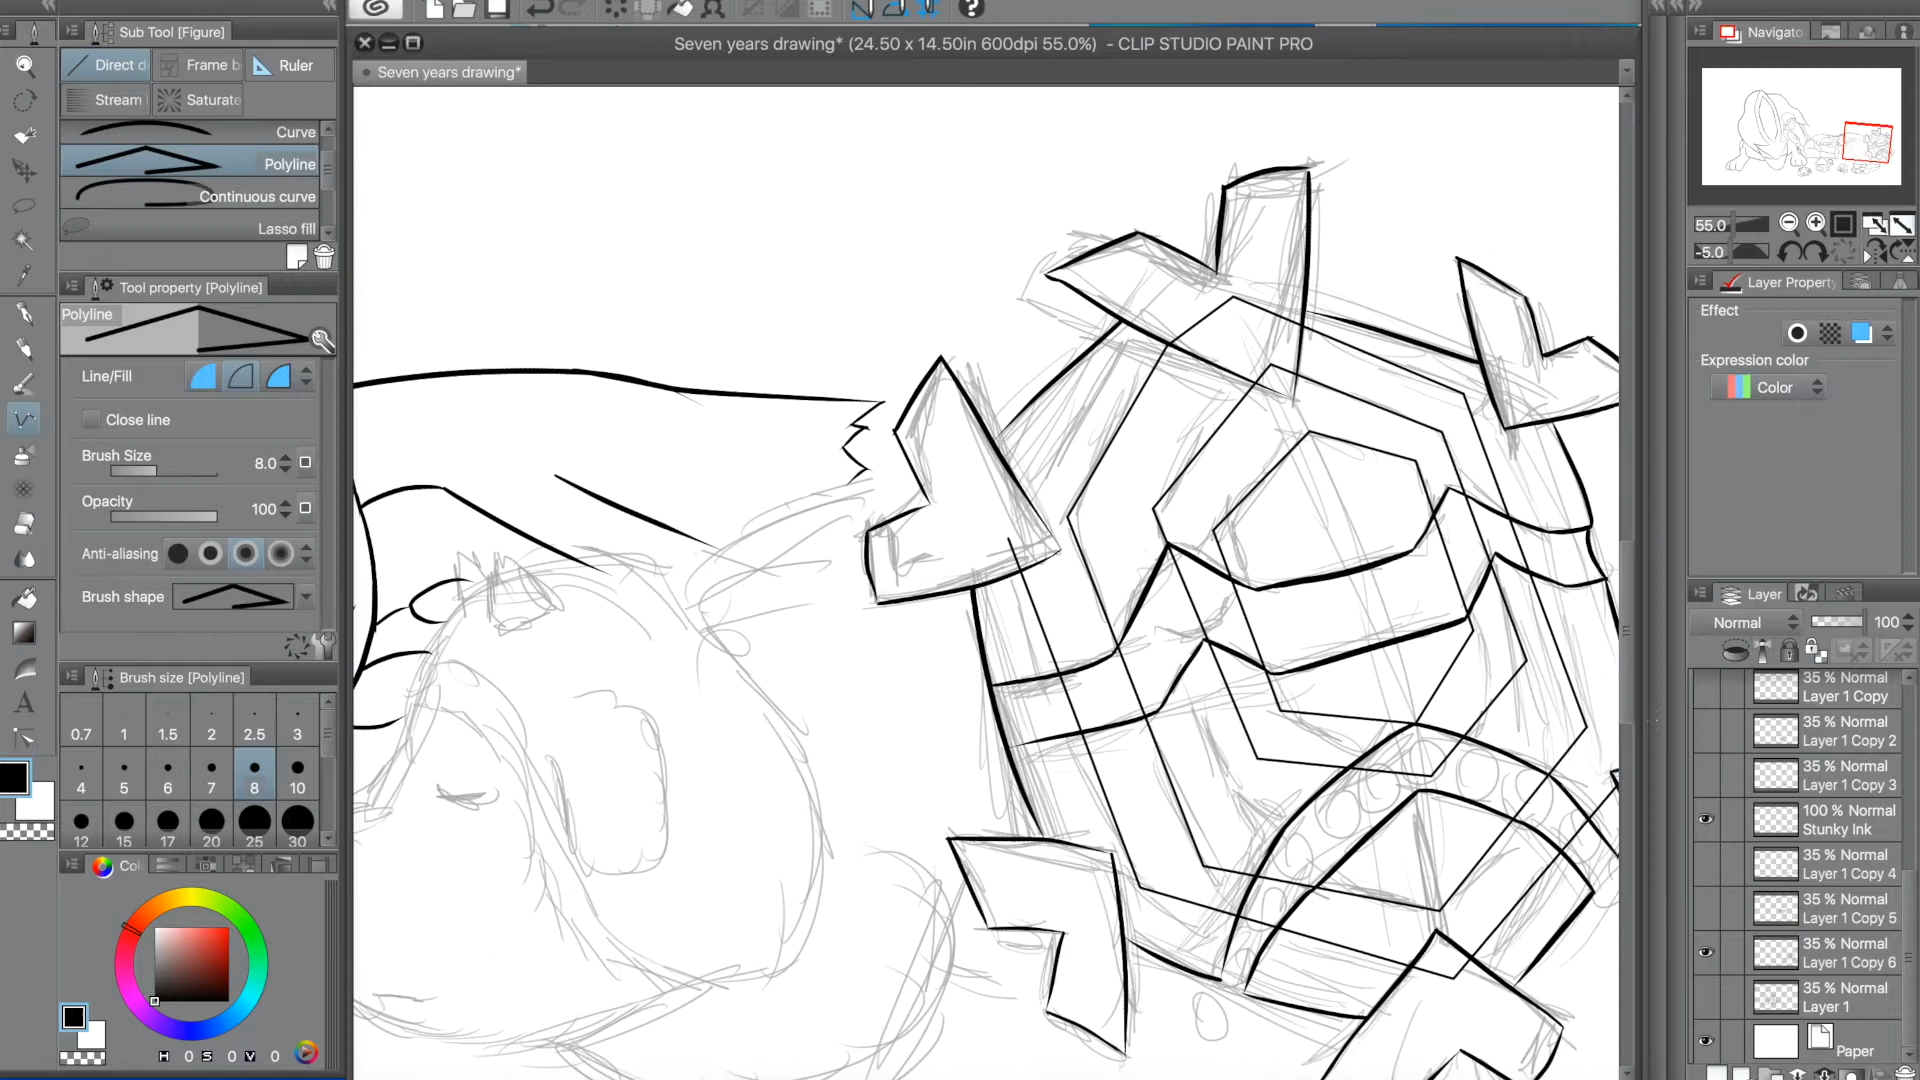 Sub Tool [Figure]
Seven years drawing* (24.50 x 14.50in 600dpi 55.0%) - CLIP STUDIO PAINT PRO
Seven years drawing*
Direct d
Frame b
Ruler
Stream
Saturate
Curve
Polyline
Continuous curve
Lasso fill
Tool property [Polyline]
Polyline
Line/Fill
Close line
Brush Size
8.0
Opacity
100
Anti-aliasing
Brush shape
Brush size [Polyline]
0.7 1 1.5 2 2.5 3
4 5 6 7 8 10
12 15 17 20 25 30
Co
H 0 S 0 V 0
A
Navigato
55.0
-5.0
Layer Property
Effect
Expression color
Color
Layer
Normal
100
35 % Normal
Layer 1 Copy
35 % Normal
Layer 1 Copy 2
35 % Normal
Layer 1 Copy 3
100 % Normal
Stunky Ink
35 % Normal
Layer 1 Copy 4
35 % Normal
Layer 1 Copy 5
35 % Normal
Layer 1 Copy 6
35 % Normal
Layer 1
Paper